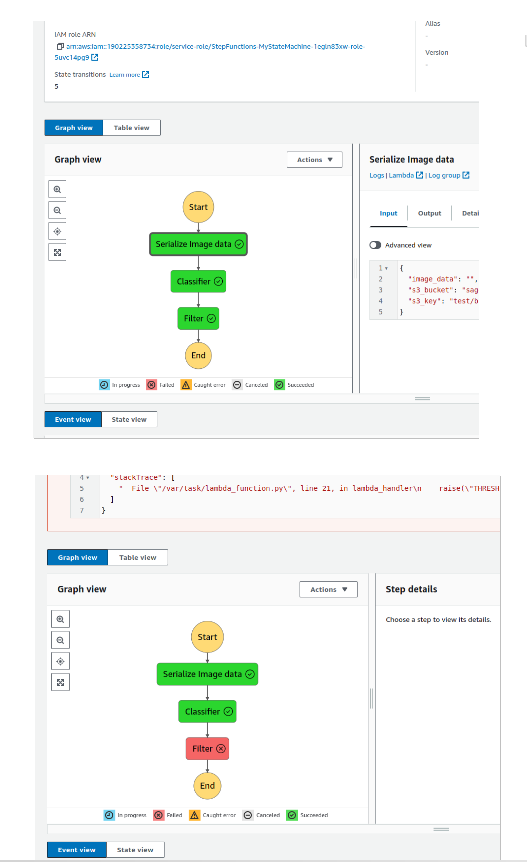 IAM role ARN
Alias
arn:aws:iam::190225358734:role/service-role/StepFunctions-MyStateMachine-1egln83xw-role-
5uvc14pg9
-
Version
State transitions Learn more
-
5
Graph view
Table view
Graph view
Actions
Serialize Image data
Logs | Lambda | Log group
Start
Serialize Image data
Classifier
Filter
End
Input
Output
Detai
Advanced view
1 {
2 "image_data": "",
3 "s3_bucket": "sag
4 "s3_key": "test/b
5 }
In progress
Failed
Caught error
Canceled
Succeeded
Event view
State view
4 "stackTrace": [
5 " File \"/var/task/lambda_function.py\", line 21, in lambda_handler\n raise(\"THRESH
6 ]
7 }
Graph view
Table view
Graph view
Actions
Step details
Choose a step to view its details.
Start
Serialize Image data
Classifier
Filter
End
In progress
Failed
Caught error
Canceled
Succeeded
Event view
State view